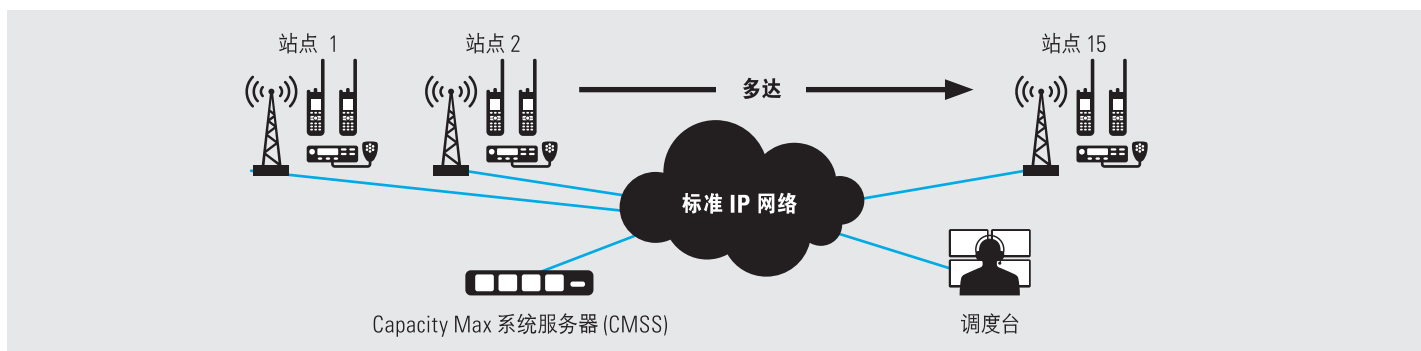 站点 1
站点 2
站点 15
多达
标准 IP 网络
Capacity Max 系统服务器 (CMSS)
调度台